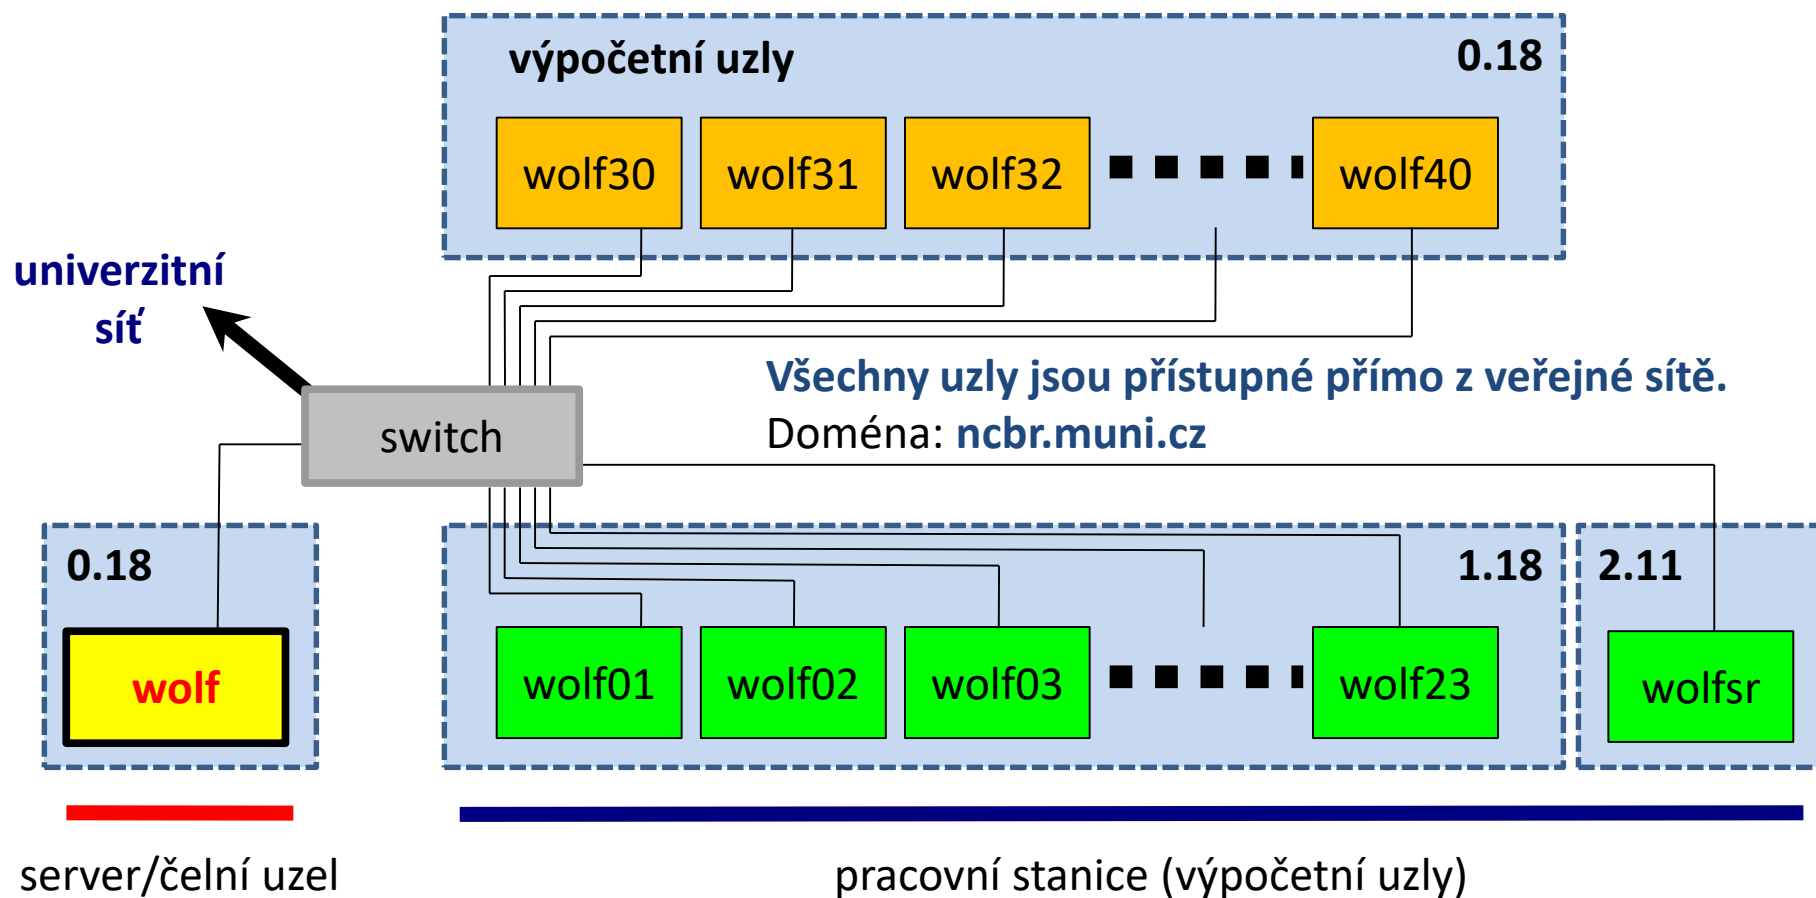 výpočetní uzly
0.18
wolf30
wolf31
wolf32
wolf40
univerzitní
síť
Všechny uzly jsou přístupné přímo z veřejné sítě.
Doména: ncbr.muni.cz
switch
0.18
1.18
2.11
wolf
wolf01
wolf02
wolf03
wolf23
wolfsr
server/čelní uzel
pracovní stanice (výpočetní uzly)